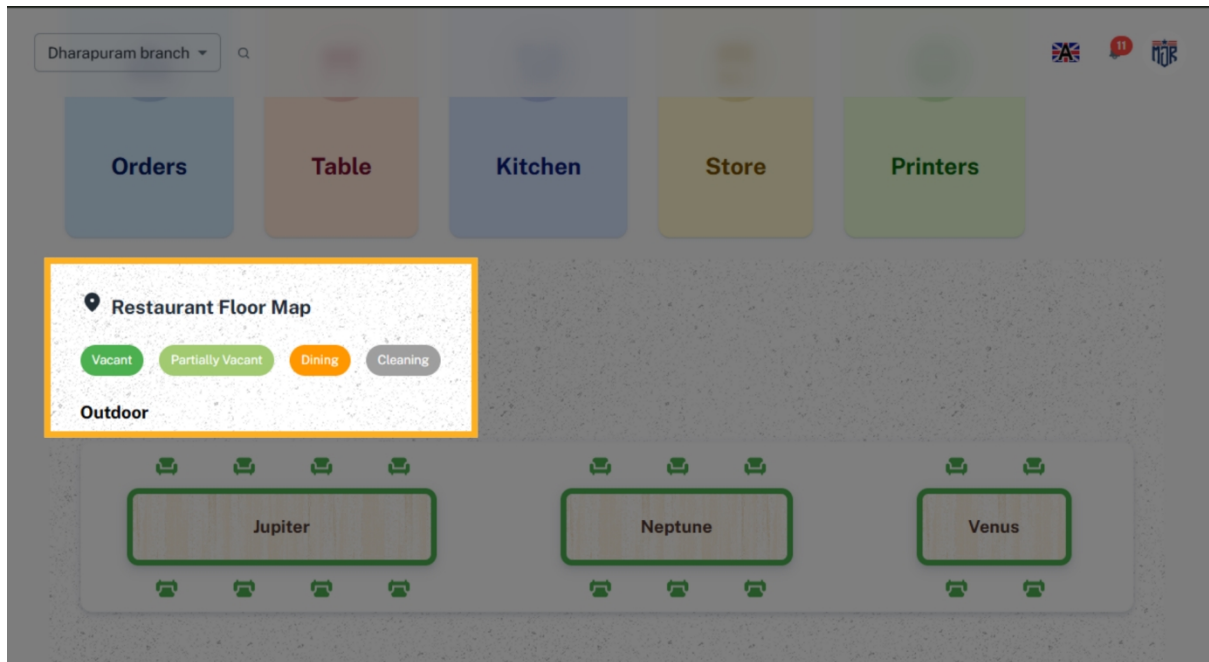 Dharapuram branch
A
11
MJR
Orders Table Kitchen Store Printers
Restaurant Floor Map
Vacant Partially Vacant Dining Cleaning
Outdoor
Jupiter Neptune Venus